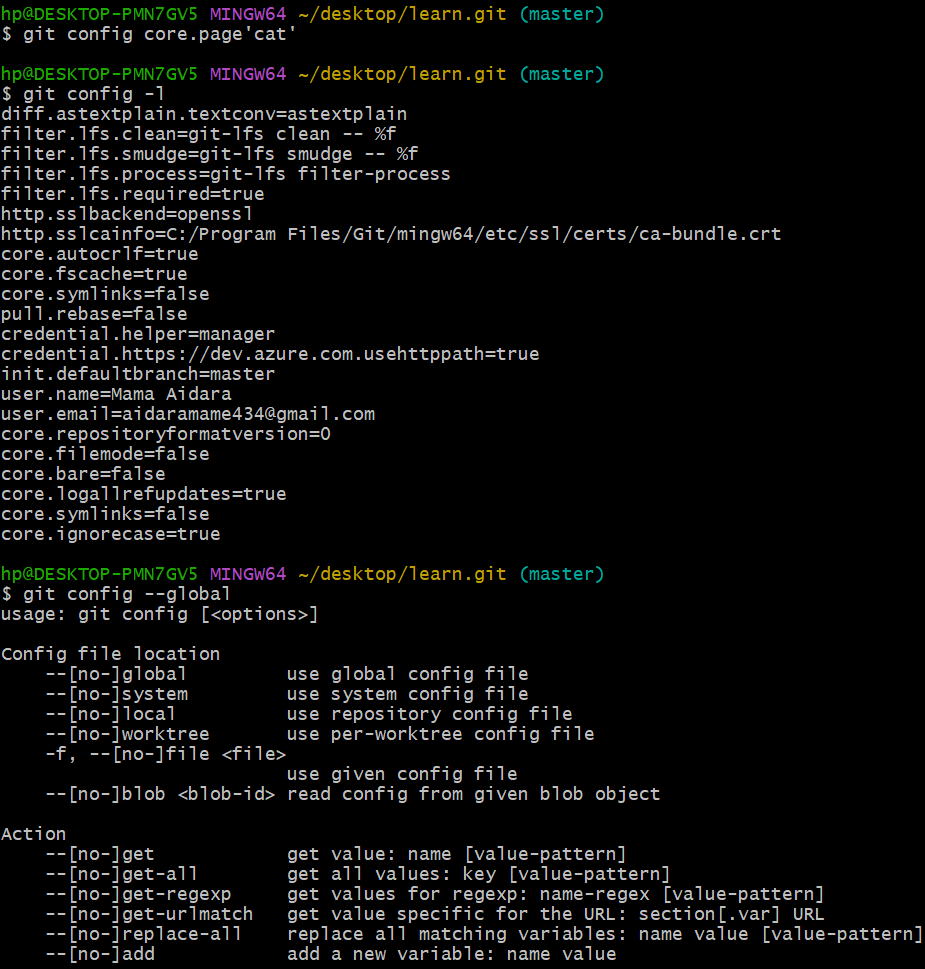 hp@DESKTOP-PMN7GV5 MINGW64 ~/desktop/learn.git (master)
$ git config core.page'cat'

hp@DESKTOP-PMN7GV5 MINGW64 ~/desktop/learn.git (master)
$ git config -l
diff.astextplain.textconv=astextplain
filter.lfs.clean=git-lfs clean -- %f
filter.lfs.smudge=git-lfs smudge -- %f
filter.lfs.process=git-lfs filter-process
filter.lfs.required=true
http.sslbackend=openssl
http.sslcainfo=C:/Program Files/Git/mingw64/etc/ssl/certs/ca-bundle.crt
core.autocrlf=true
core.fscache=true
core.symlinks=false
pull.rebase=false
credential.helper=manager
credential.https://dev.azure.com.usehttppath=true
init.defaultbranch=master
user.name=Mama Aidara
user.email=aidaramame434@gmail.com
core.repositoryformatversion=0
core.filemode=false
core.bare=false
core.logallrefupdates=true
core.symlinks=false
core.ignorecase=true

hp@DESKTOP-PMN7GV5 MINGW64 ~/desktop/learn.git (master)
$ git config --global
usage: git config [<options>]

Config file location
    --[no-]global         use global config file
    --[no-]system         use system config file
    --[no-]local          use repository config file
    --[no-]worktree       use per-worktree config file
    -f, --[no-]file <file>
                          use given config file
    --[no-]blob <blob-id> read config from given blob object

Action
    --[no-]get            get value: name [value-pattern]
    --[no-]get-all        get all values: key [value-pattern]
    --[no-]get-regexp     get values for regexp: name-regex [value-pattern]
    --[no-]get-urlmatch   get value specific for the URL: section[.var] URL
    --[no-]replace-all    replace all matching variables: name value [value-pattern]
    --[no-]add            add a new variable: name value